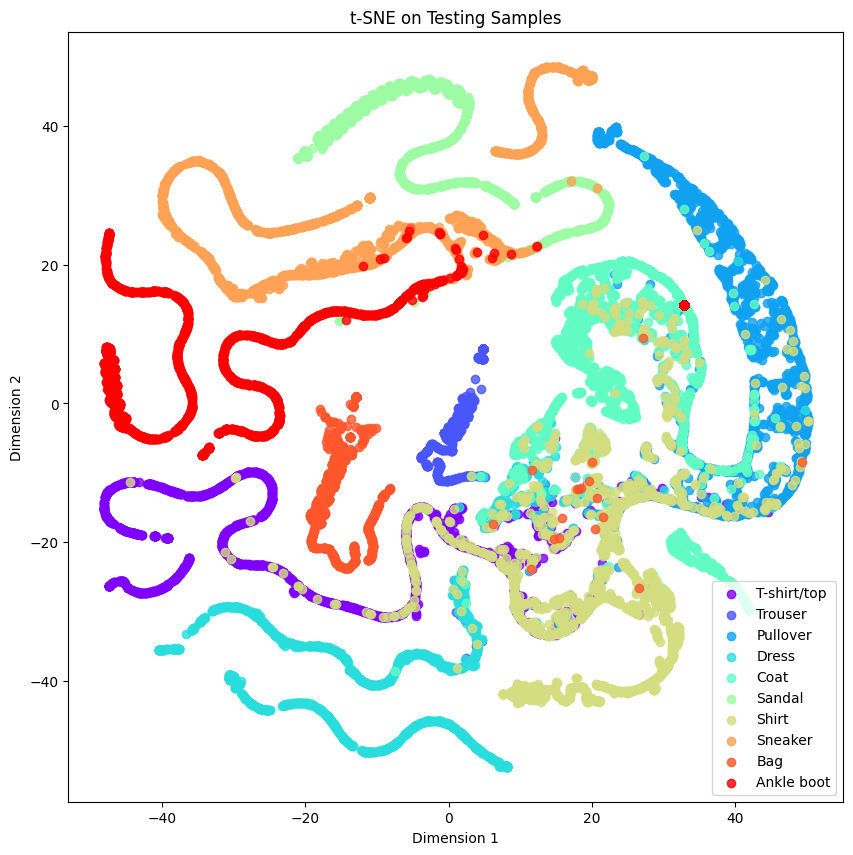 t-SNE on Testing Samples
40
20
0
−20
−40
Dimension 2
−40
−20
0
20
40
Dimension 1
T-shirt/top
Trouser
Pullover
Dress
Coat
Sandal
Shirt
Sneaker
Bag
Ankle boot